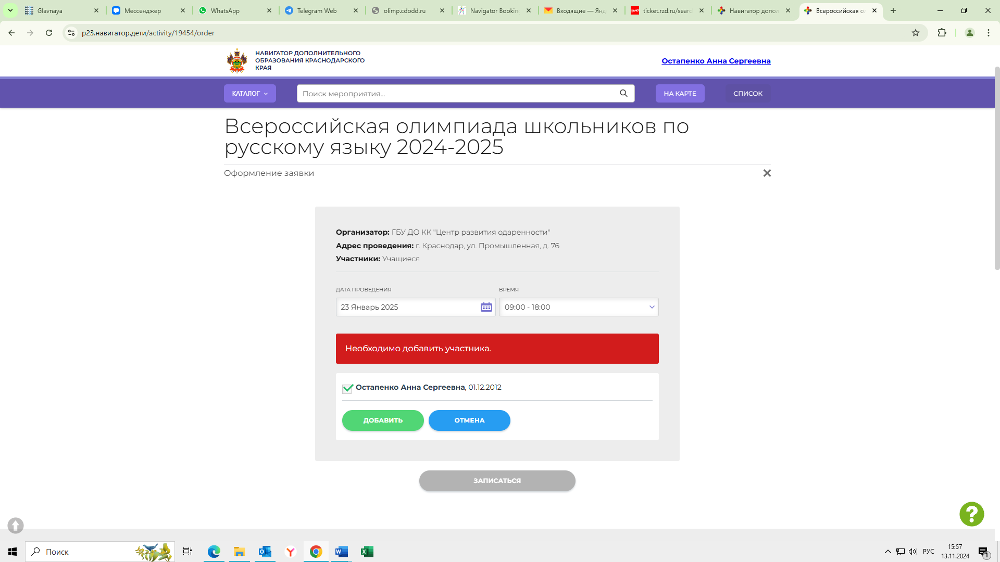 Glavnaya
Мессенджер
WhatsApp
Telegram Web
olimp.cdodd.ru
Navigator Booking
Входящие — Янд
ticket.rzd.ru/searc
Навигатор допол
Всероссийская о
p23.навигатор.дети/activity/19454/order
НАВИГАТОР ДОПОЛНИТЕЛЬНОГО
ОБРАЗОВАНИЯ КРАСНОДАРСКОГО
КРАЯ
Остапенко Анна Сергеевна
КАТАЛОГ
Поиск мероприятия...
НА КАРТЕ
СПИСОК
Всероссийская олимпиада школьников по
русскому языку 2024-2025
Оформление заявки
Организатор: ГБУ ДО КК "Центр развития одаренности"
Адрес проведения: г. Краснодар, ул. Промышленная, д. 76
Участники: Учащиеся
ДАТА ПРОВЕДЕНИЯ
ВРЕМЯ
23 Январь 2025
09:00 - 18:00
Необходимо добавить участника.
Остапенко Анна Сергеевна, 01.12.2012
ДОБАВИТЬ
ОТМЕНА
ЗАПИСАТЬСЯ
?
Поиск
РУС
15:57
13.11.2024
1